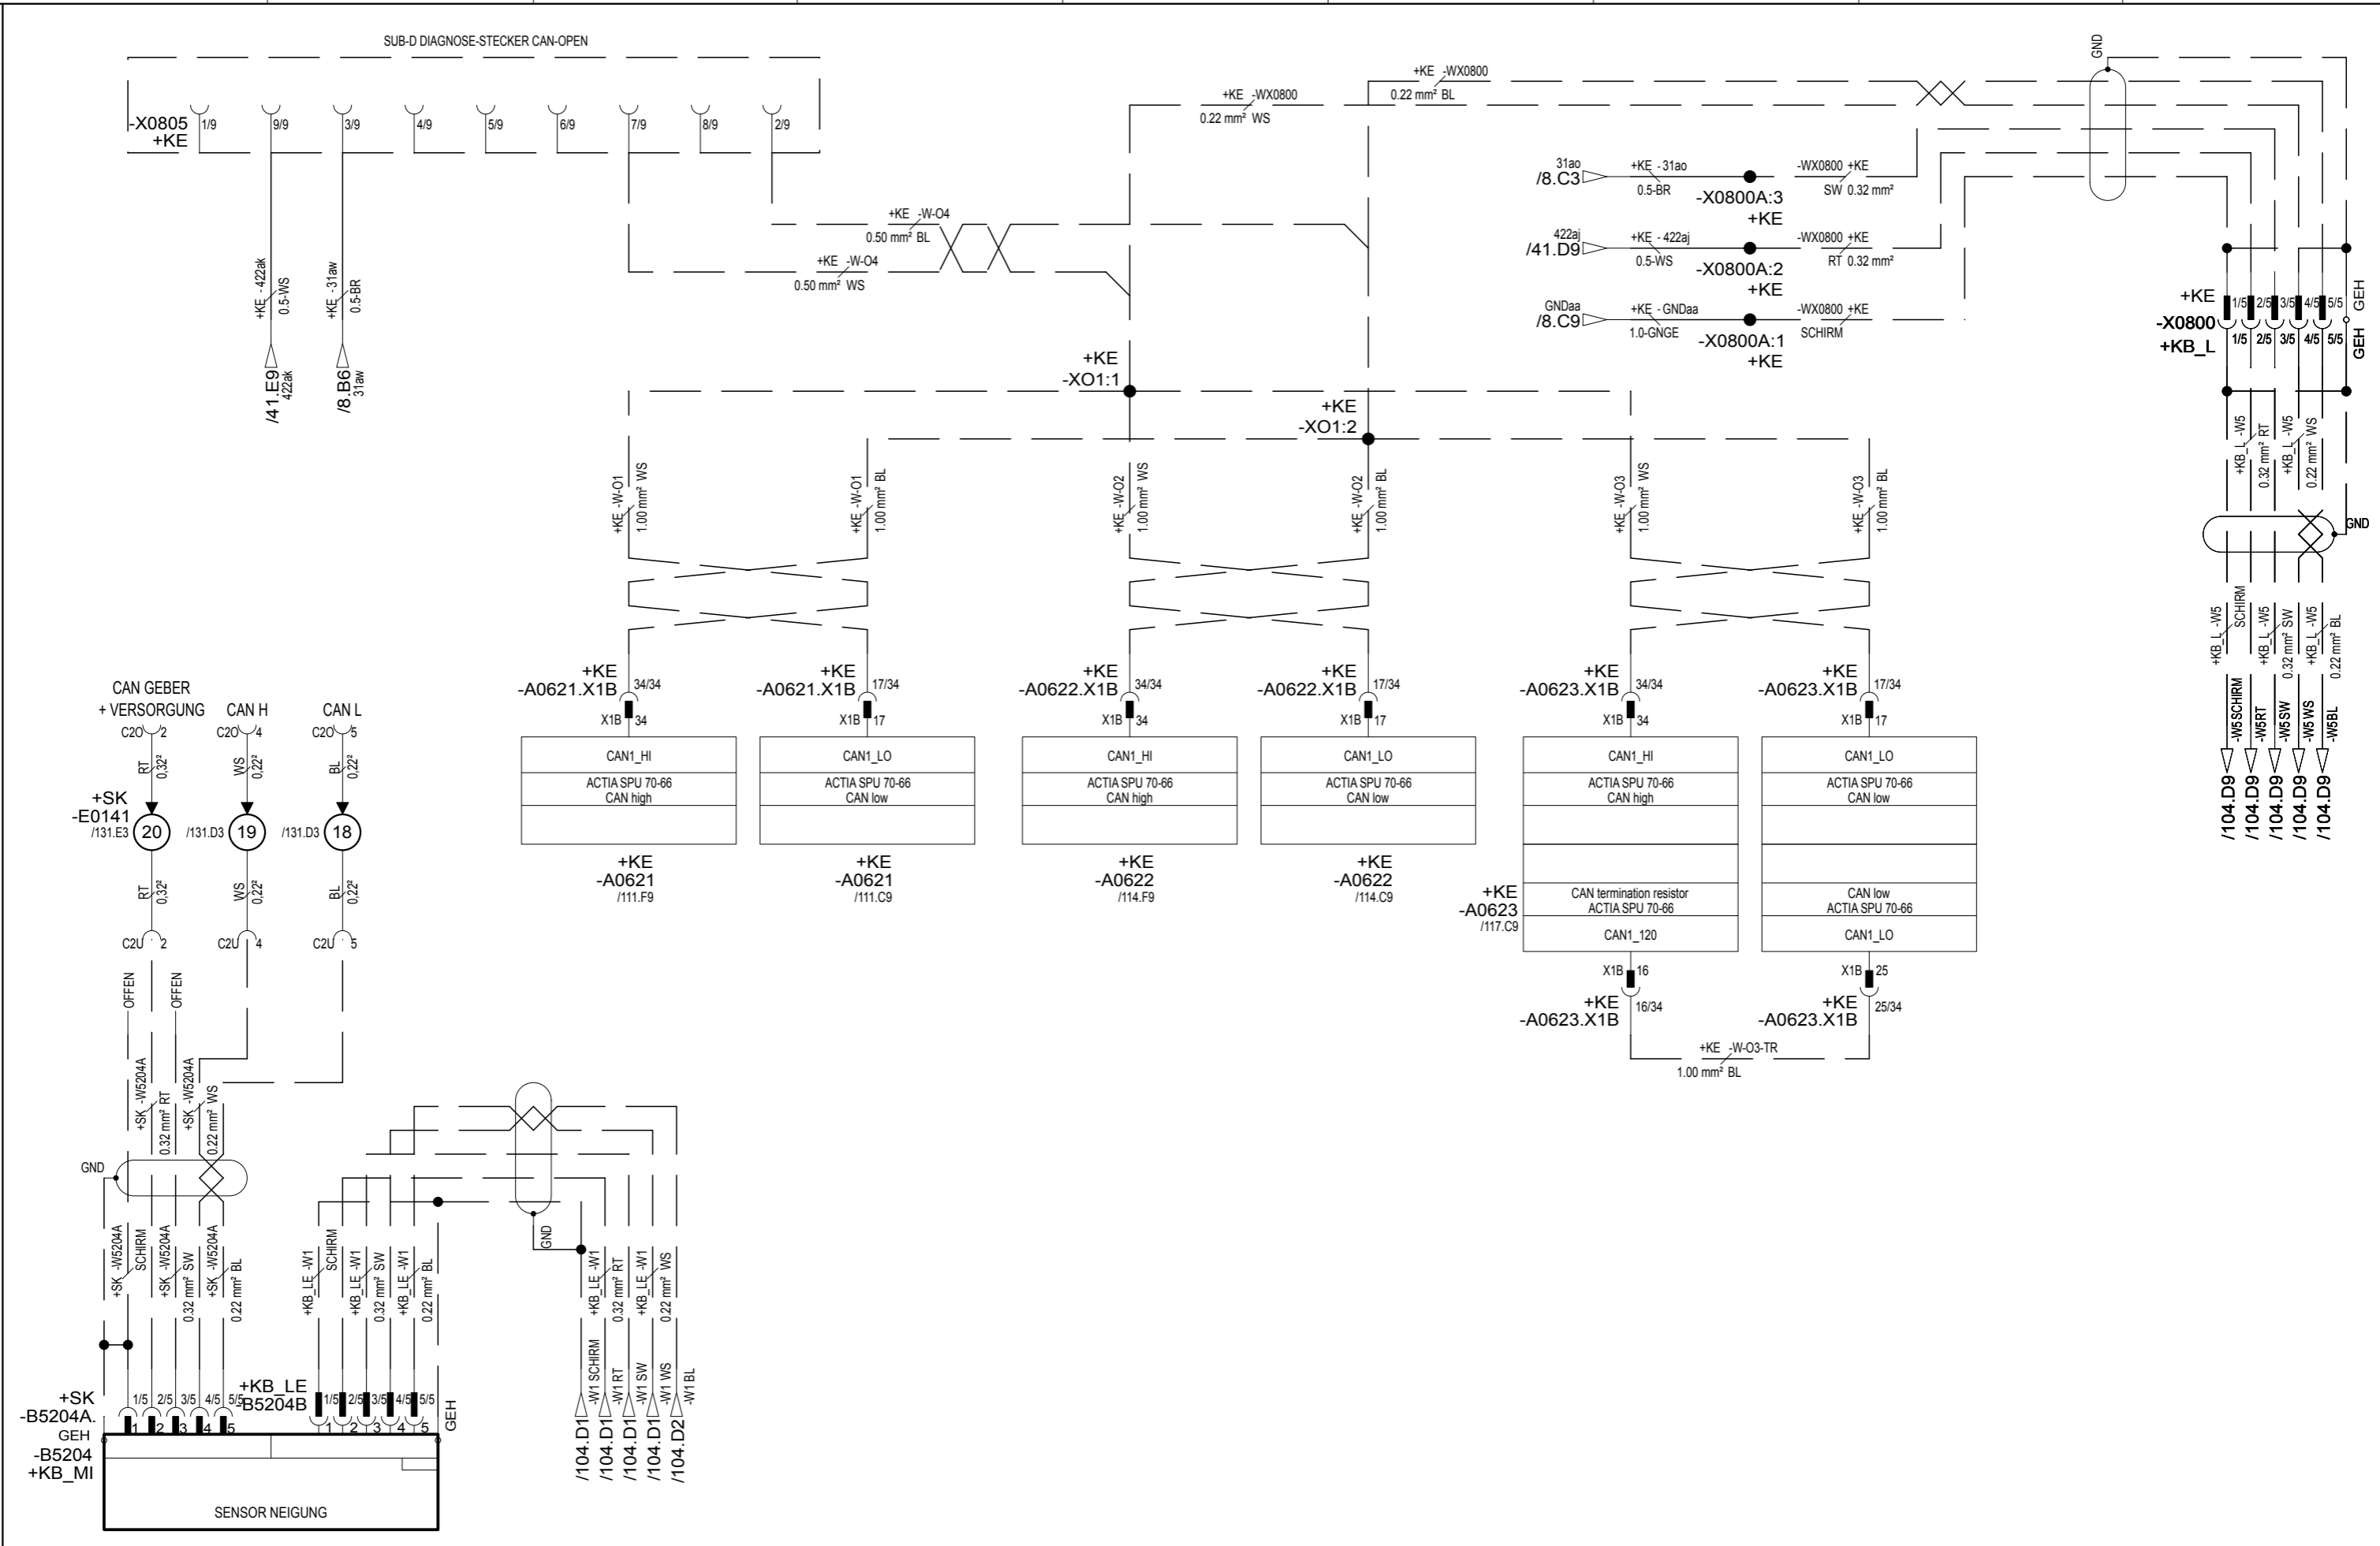 SUB-D DIAGNOSE-STECKER CAN-OPEN
-X0805
+KE
1/9
9/9
3/9
4/9
5/9
6/9
7/9
8/9
2/9
+KE -422ak
0.5-WS
/41.E9
422ak
+KE -31aw
0.5-BR
/8.B6
31aw
+KE -W-O4
0.50 mm² BL
+KE -W-O4
0.50 mm² WS
+KE -WX0800
0.22 mm² WS
+KE -WX0800
0.22 mm² BL
31ao
/8.C3
+KE - 31ao
0.5-BR
-X0800A:3
+KE
-WX0800 +KE
SW 0.32 mm²
422aj
/41.D9
+KE - 422aj
0.5-WS
-X0800A:2
+KE
-WX0800 +KE
RT 0.32 mm²
GNDaa
/8.C9
+KE - GNDaa
1.0-GNGE
-X0800A:1
+KE
-WX0800 +KE
SCHIRM
GND
+KE
-X0800
+KB_L
1/5
2/5
3/5
4/5
5/5
GEH
1/5
2/5
3/5
4/5
5/5
GEH
+KB_L -W5
0.32 mm² RT
+KB_L -W5
0.22 mm² WS
GND
+KB_L -W5
SCHIRM
+KB_L -W5
0.32 mm² SW
+KB_L -W5
0.22 mm² BL
-W5SCHIRM
-W5RT
-W5SW
-W5WS
-W5BL
/104.D9
/104.D9
/104.D9
/104.D9
/104.D9
+KE
-XO1:1
+KE
-XO1:2
+KE -W-O1
1.00 mm² WS
+KE -W-O1
1.00 mm² BL
+KE -W-O2
1.00 mm² WS
+KE -W-O2
1.00 mm² BL
+KE -W-O3
1.00 mm² WS
+KE -W-O3
1.00 mm² BL
+KE
-A0621.X1B
34/34
X1B 34
CAN1_HI
ACTIA SPU 70-66
CAN high
+KE
-A0621
/111.F9
+KE
-A0621.X1B
17/34
X1B 17
CAN1_LO
ACTIA SPU 70-66
CAN low
+KE
-A0621
/111.C9
+KE
-A0622.X1B
34/34
X1B 34
CAN1_HI
ACTIA SPU 70-66
CAN high
+KE
-A0622
/114.F9
+KE
-A0622.X1B
17/34
X1B 17
CAN1_LO
ACTIA SPU 70-66
CAN low
+KE
-A0622
/114.C9
+KE
-A0623.X1B
34/34
X1B 34
CAN1_HI
ACTIA SPU 70-66
CAN high
+KE
-A0623
/117.C9
CAN termination resistor
ACTIA SPU 70-66
CAN1_120
X1B 16
+KE
-A0623.X1B
16/34
+KE
-A0623.X1B
17/34
X1B 17
CAN1_LO
ACTIA SPU 70-66
CAN low
CAN low
ACTIA SPU 70-66
CAN1_LO
X1B 25
+KE
-A0623.X1B
25/34
+KE -W-O3-TR
1.00 mm² BL
CAN GEBER
+ VERSORGUNG
CAN H
CAN L
C2O 2
C2O 4
C2O 5
RT
0,32²
WS
0,22²
BL
0,22²
+SK
-E0141
/131.E3
20
/131.D3
19
/131.D3
18
RT
0,32²
WS
0,22²
BL
0,22²
C2U 2
C2U 4
C2U 5
OFFEN
OFFEN
+SK -W5204A
0.32 mm² RT
+SK -W5204A
0.22 mm² WS
GND
+SK -W5204A
SCHIRM
+SK -W5204A
0.32 mm² SW
+SK -W5204A
0.22 mm² BL
+SK
-B5204A.
GEH
1/5
2/5
3/5
4/5
5/5
1
2
3
4
5
+KB_LE
-B5204B
1/5
2/5
3/5
4/5
5/5
1
2
3
4
5
GEH
-B5204
+KB_MI
SENSOR NEIGUNG
+KB_LE -W1
SCHIRM
+KB_LE -W1
0.32 mm² SW
+KB_LE -W1
0.22 mm² BL
GND
+KB_LE -W1
0.32 mm² RT
+KB_LE -W1
0.22 mm² WS
-W1 SCHIRM
-W1 RT
-W1 SW
-W1 WS
-W1 BL
/104.D1
/104.D1
/104.D1
/104.D1
/104.D2